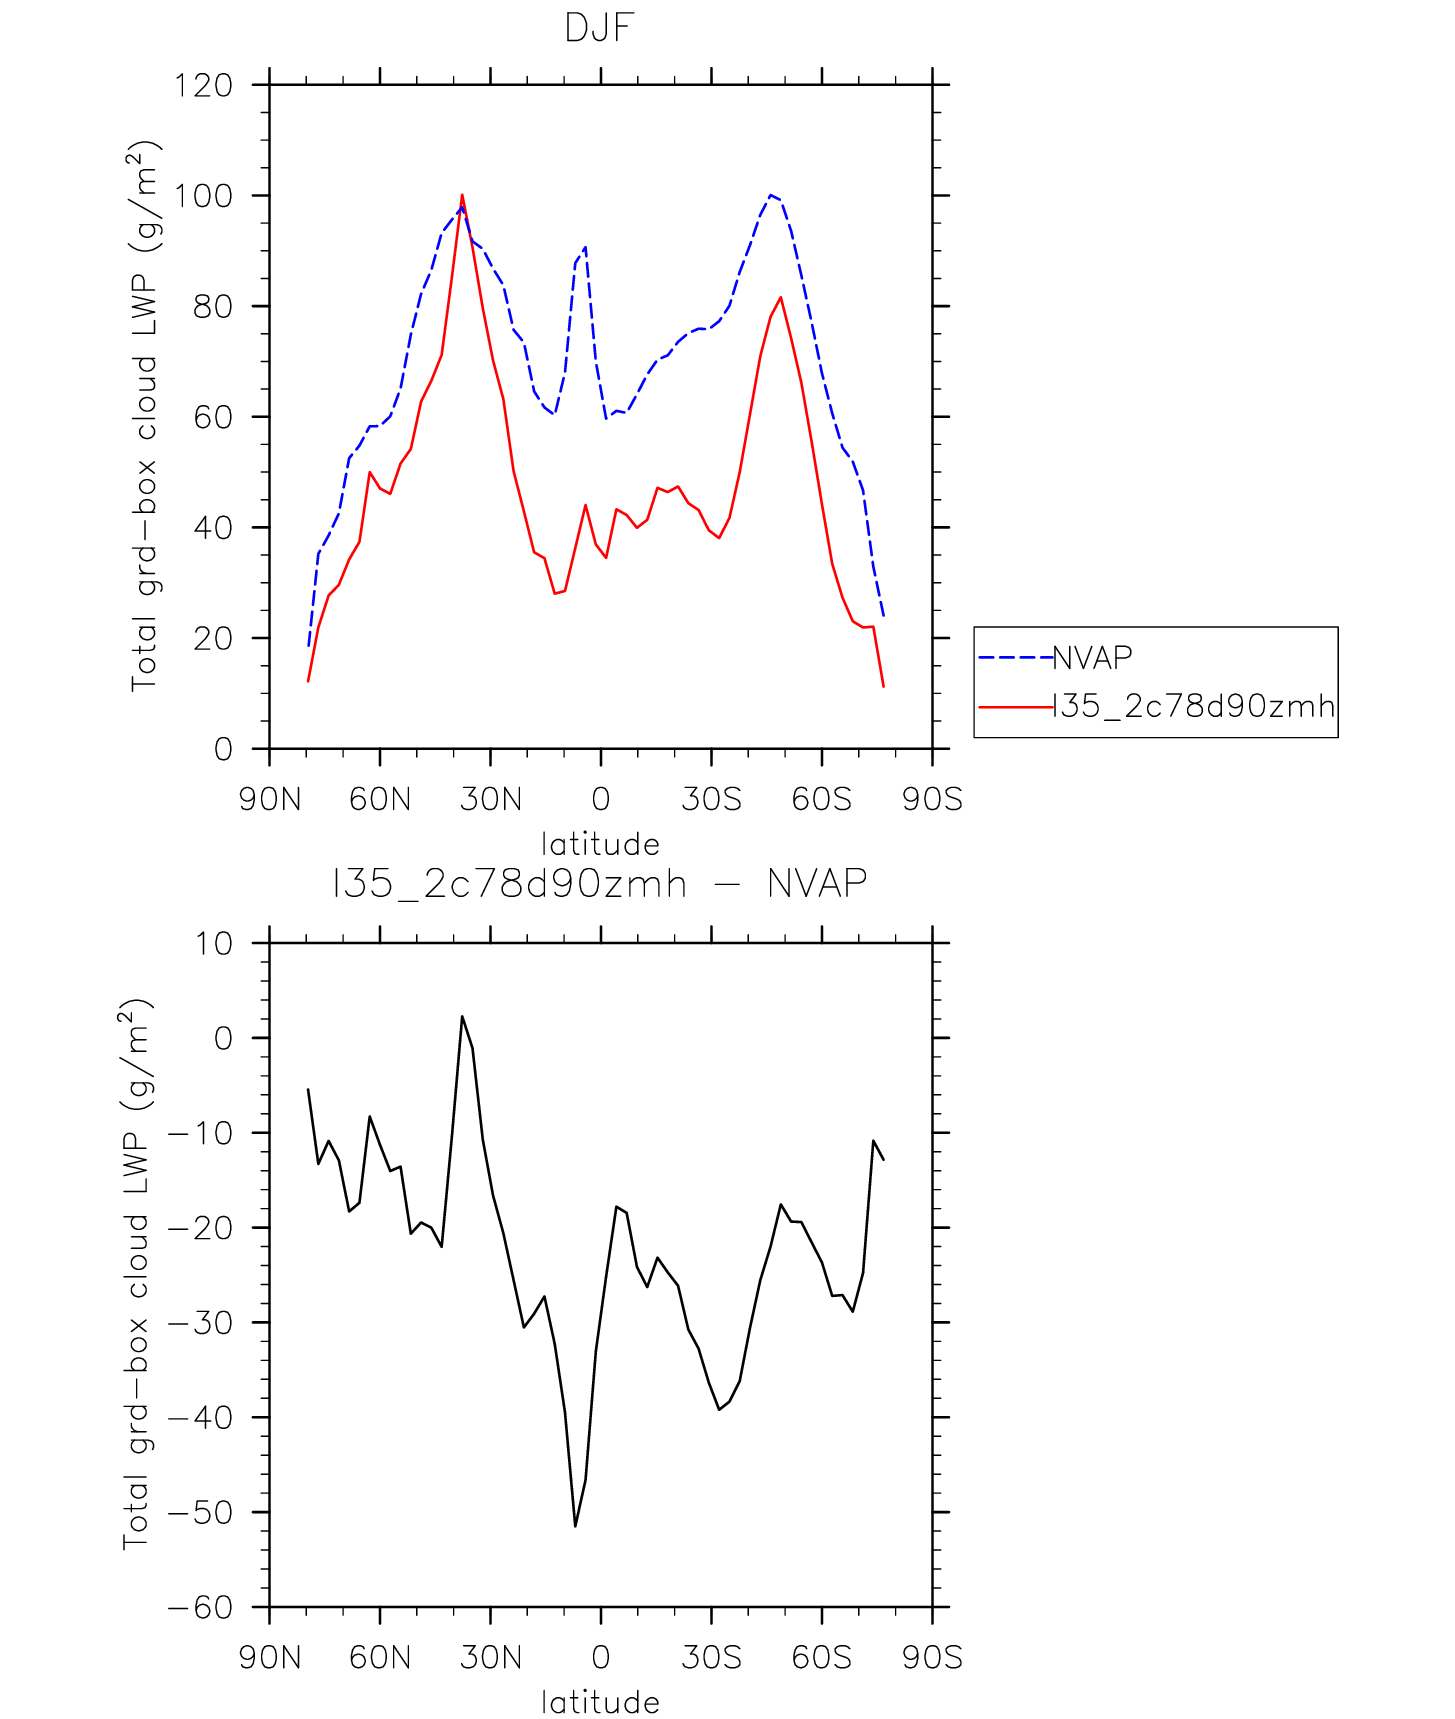 DJF
Total grd-box cloud LWP (g/m²)
120
100
80
60
40
20
0
90N 60N 30N 0 30S 60S 90S
latitude
NVAP
I35_2c78d90zmh
I35_2c78d90zmh - NVAP
Total grd-box cloud LWP (g/m²)
10
0
-10
-20
-30
-40
-50
-60
90N 60N 30N 0 30S 60S 90S
latitude